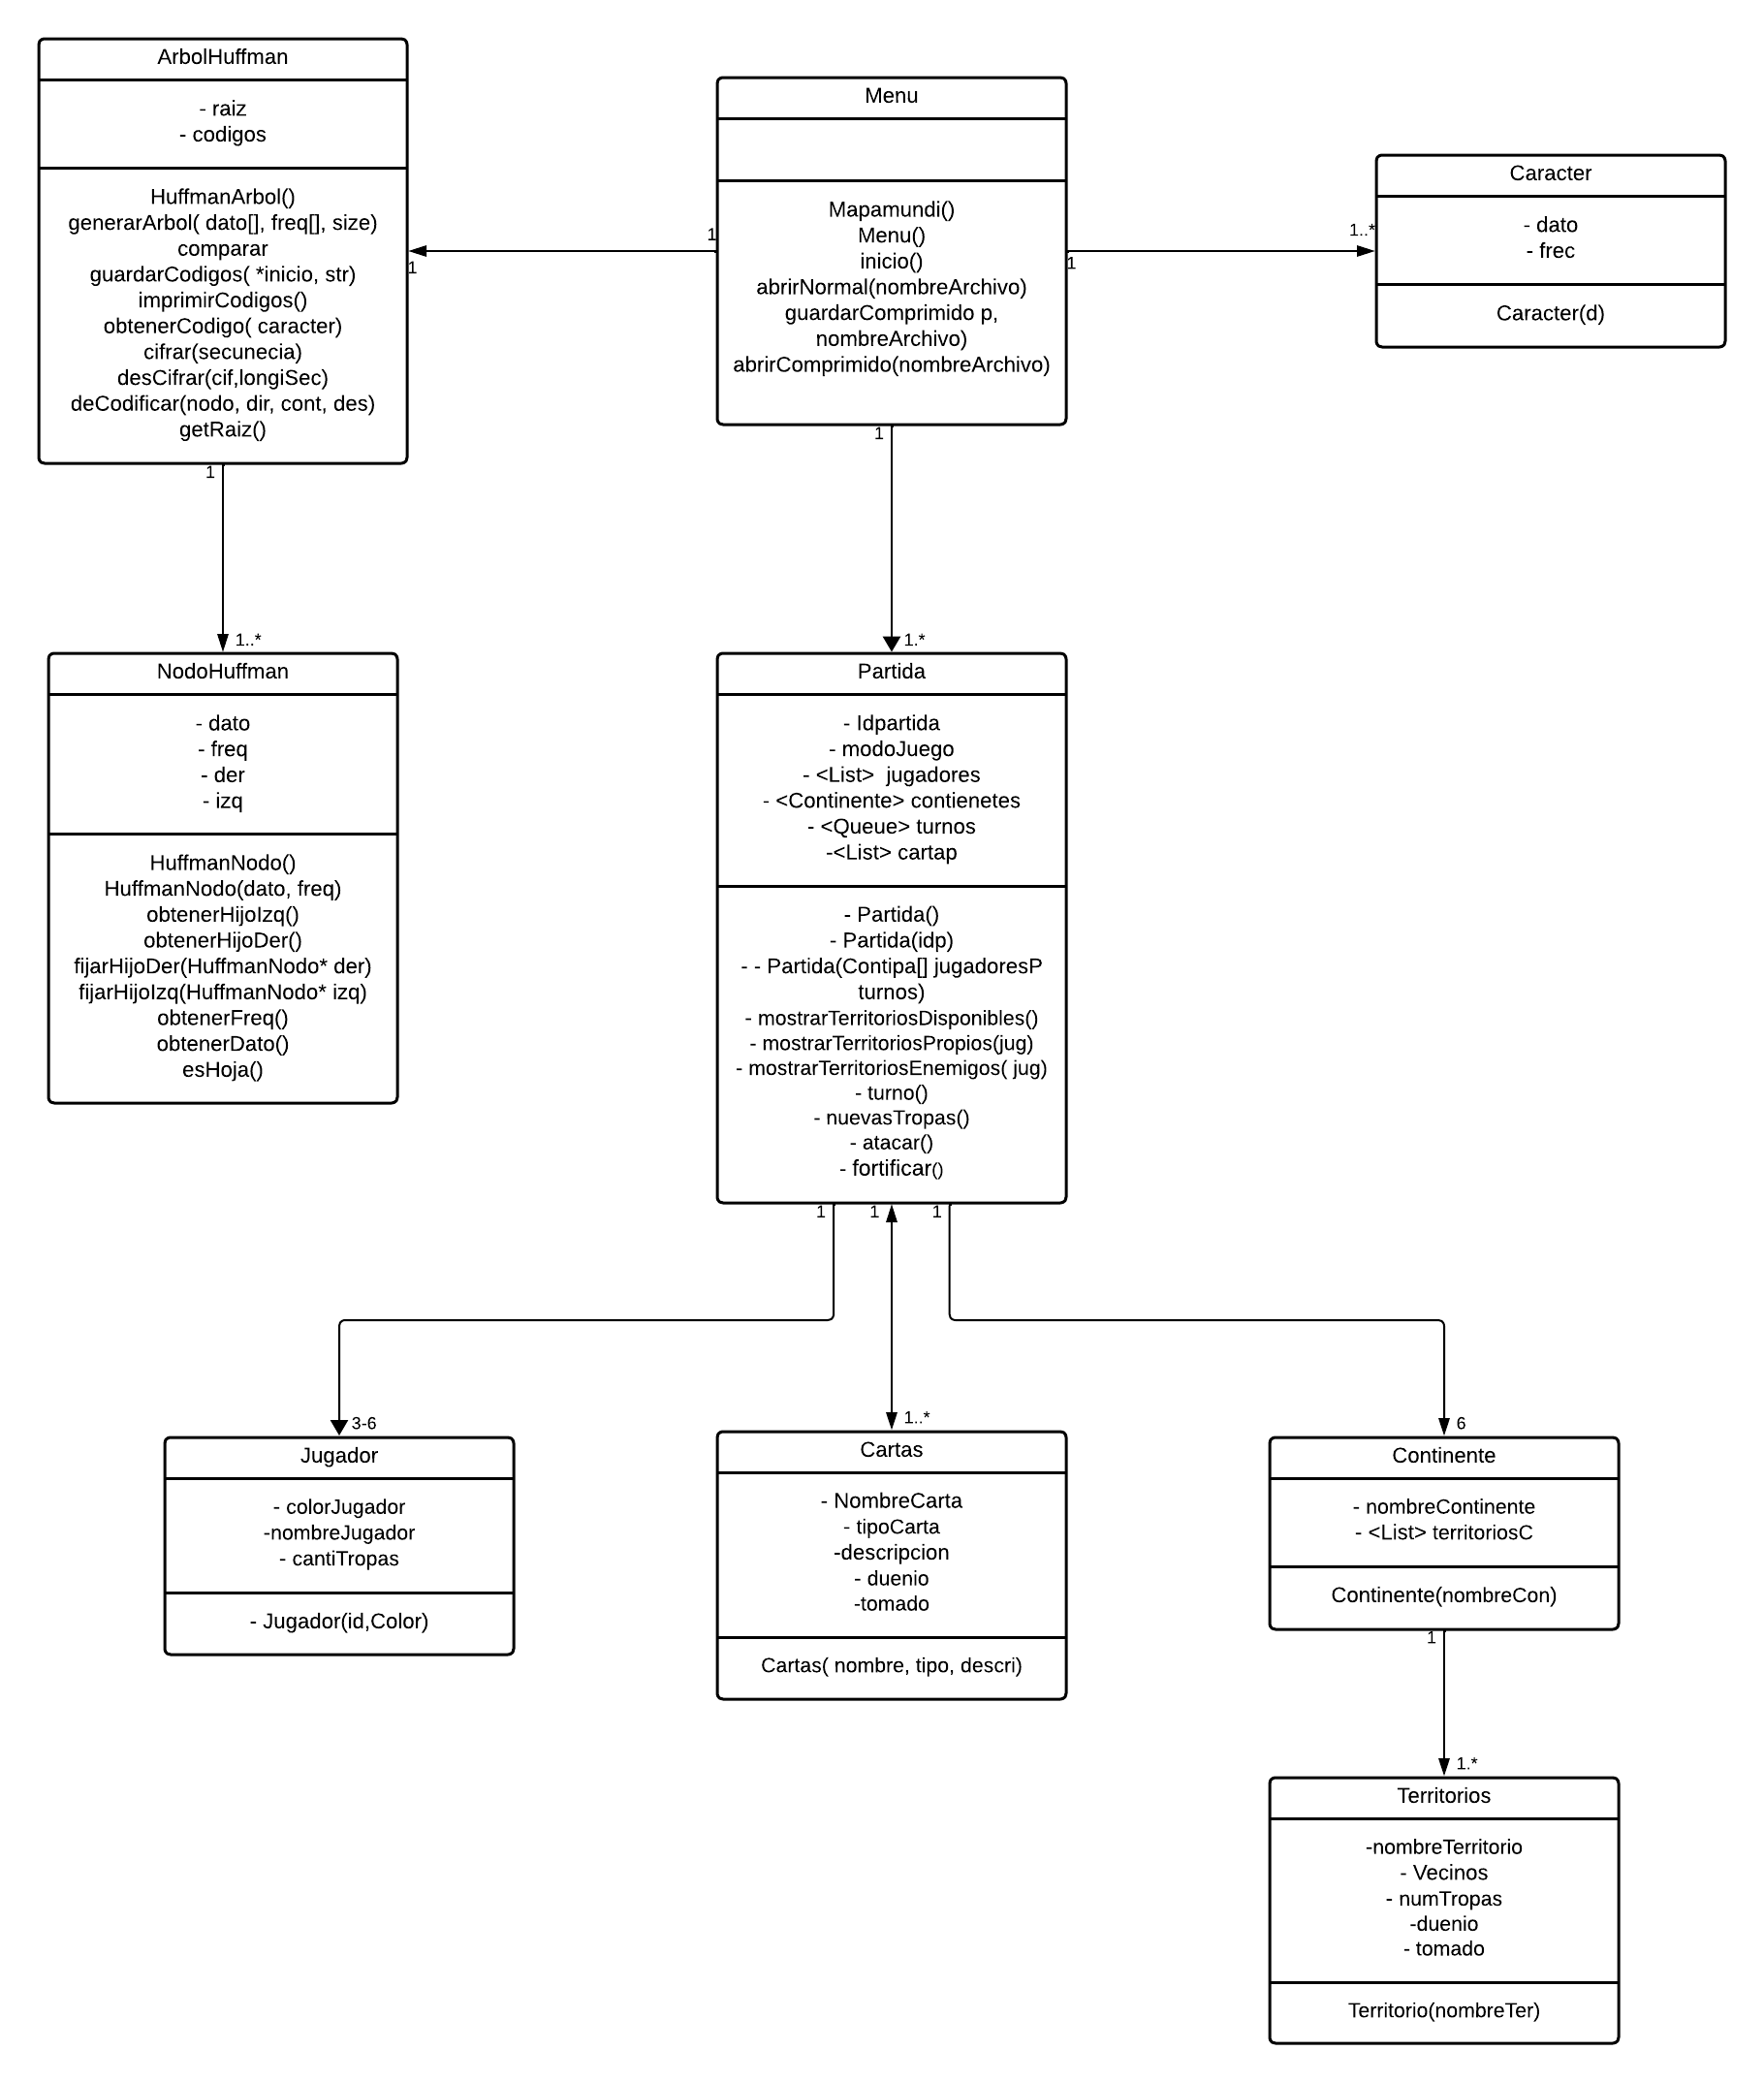 ArbolHuffman
- raiz
- codigos
HuffmanArbol()
generarArbol( dato[], freq[], size)
comparar
guardarCodigos( *inicio, str)
imprimirCodigos()
obtenerCodigo( caracter)
cifrar(secunecia)
desCifrar(cif,longiSec)
deCodificar(nodo, dir, cont, des)
getRaiz()
1
1
Menu
Mapamundi()
Menu()
inicio()
abrirNormal(nombreArchivo)
guardarComprimido p,
nombreArchivo)
abrirComprimido(nombreArchivo)
1
1..*
Caracter
- dato
- frec
Caracter(d)
1
1..*
1
1.*
NodoHuffman
- dato
- freq
- der
- izq
HuffmanNodo()
HuffmanNodo(dato, freq)
obtenerHijoIzq()
obtenerHijoDer()
fijarHijoDer(HuffmanNodo* der)
fijarHijoIzq(HuffmanNodo* izq)
obtenerFreq()
obtenerDato()
esHoja()
Partida
- Idpartida
- modoJuego
- <List>  jugadores
- <Continente> contienetes
- <Queue> turnos
-<List> cartap
- Partida()
- Partida(idp)
- - Partida(Contipa[] jugadoresP
turnos)
- mostrarTerritoriosDisponibles()
- mostrarTerritoriosPropios(jug)
- mostrarTerritoriosEnemigos( jug)
- turno()
- nuevasTropas()
- atacar()
- fortificar()
1
1
1
3-6
1..*
6
Jugador
- colorJugador
-nombreJugador
- cantiTropas
- Jugador(id,Color)
Cartas
- NombreCarta
- tipoCarta
-descripcion
- duenio
-tomado
Cartas( nombre, tipo, descri)
Continente
- nombreContinente
- <List> territoriosC
Continente(nombreCon)
1
1.*
Territorios
-nombreTerritorio
- Vecinos
- numTropas
-duenio
- tomado
Territorio(nombreTer)